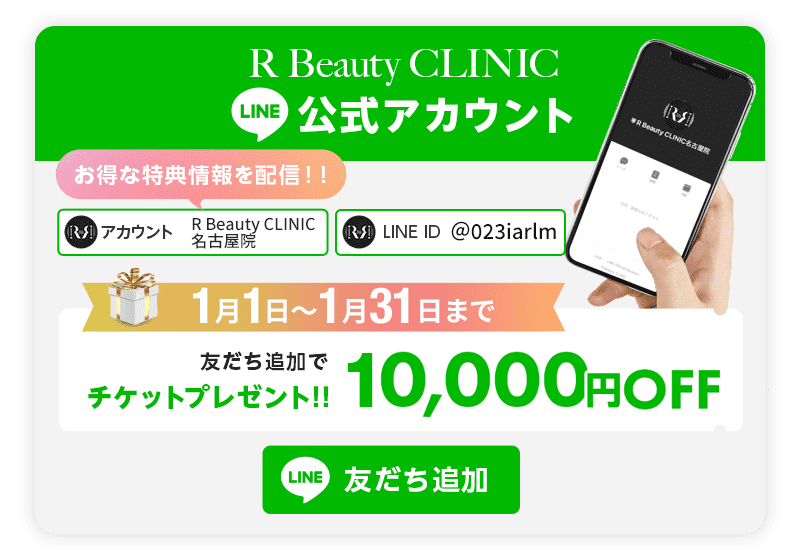 R Beauty CLINIC
LINE 公式アカウント
R Beauty CLINIC名古屋院
お得な特典情報を配信！！
アカウント
R Beauty CLINIC
名古屋院
LINE ID @023iarlm
1月1日～1月31日まで
友だち追加で
チケットプレゼント!!
10,000円OFF
LINE 友だち追加